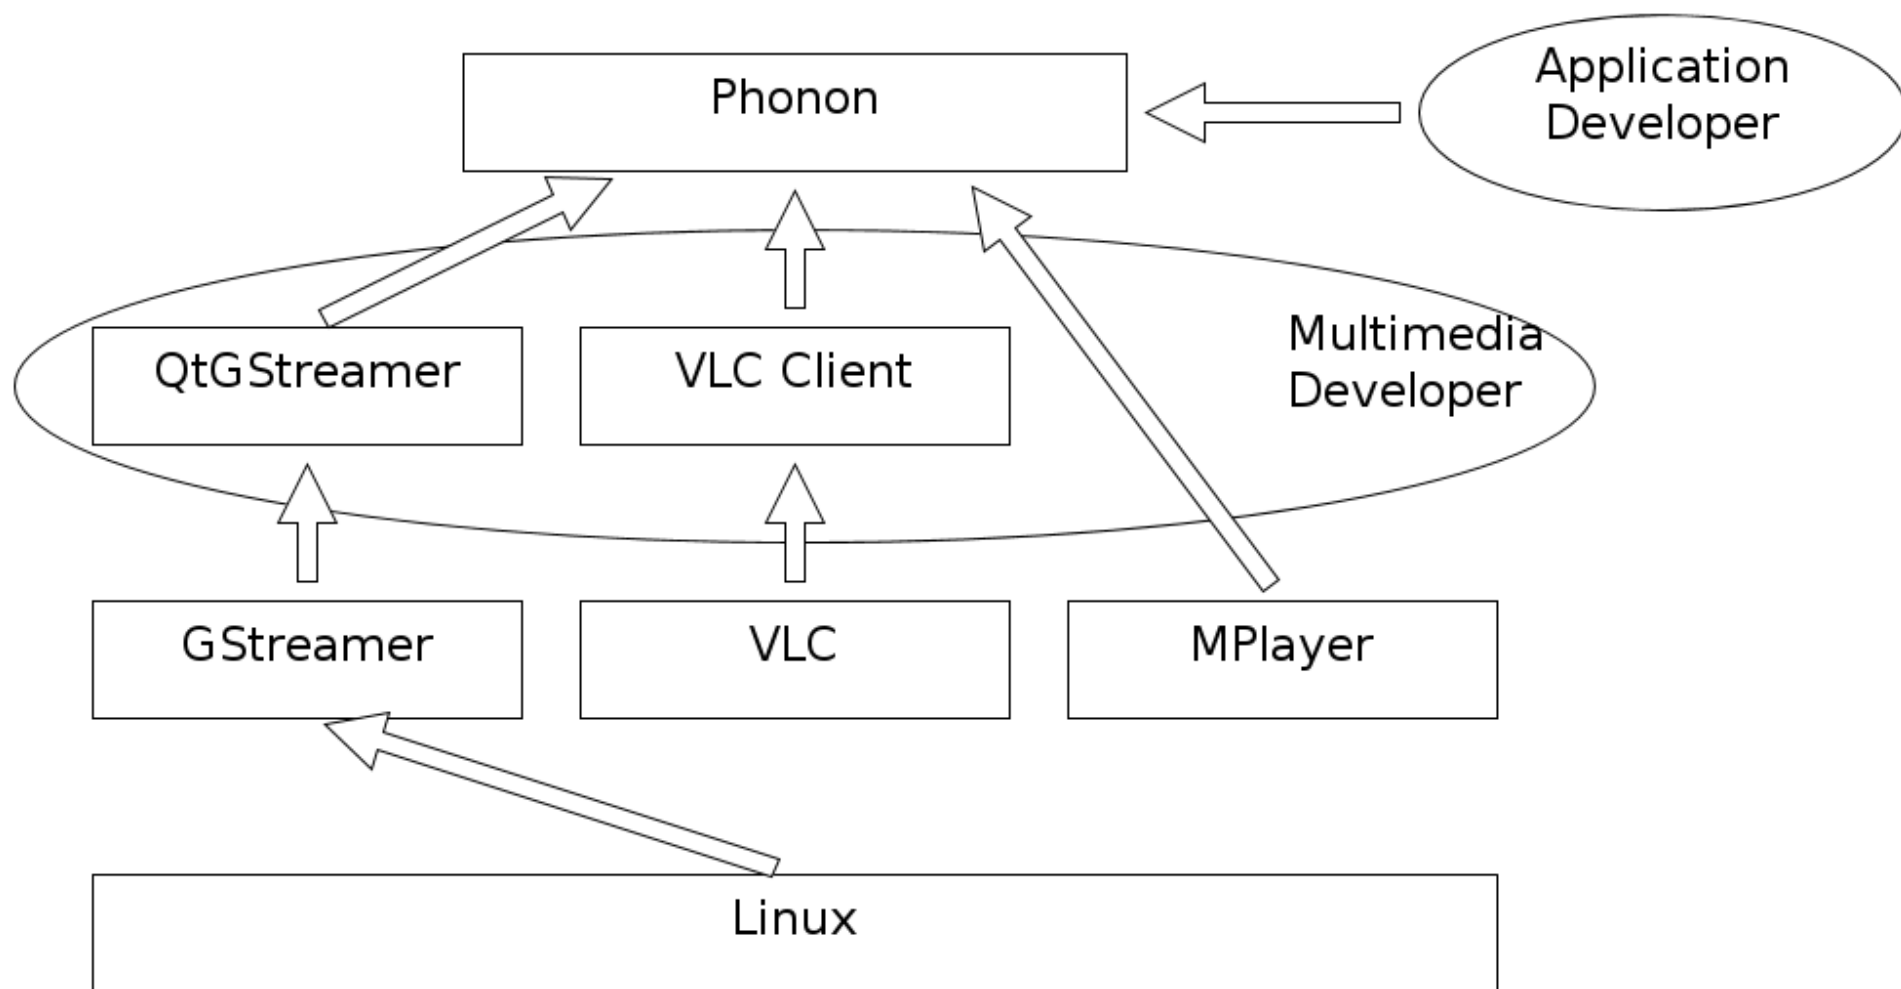 Phonon
Application
Developer
QtGStreamer
VLC Client
Multimedia
Developer
GStreamer
VLC
MPlayer
Linux